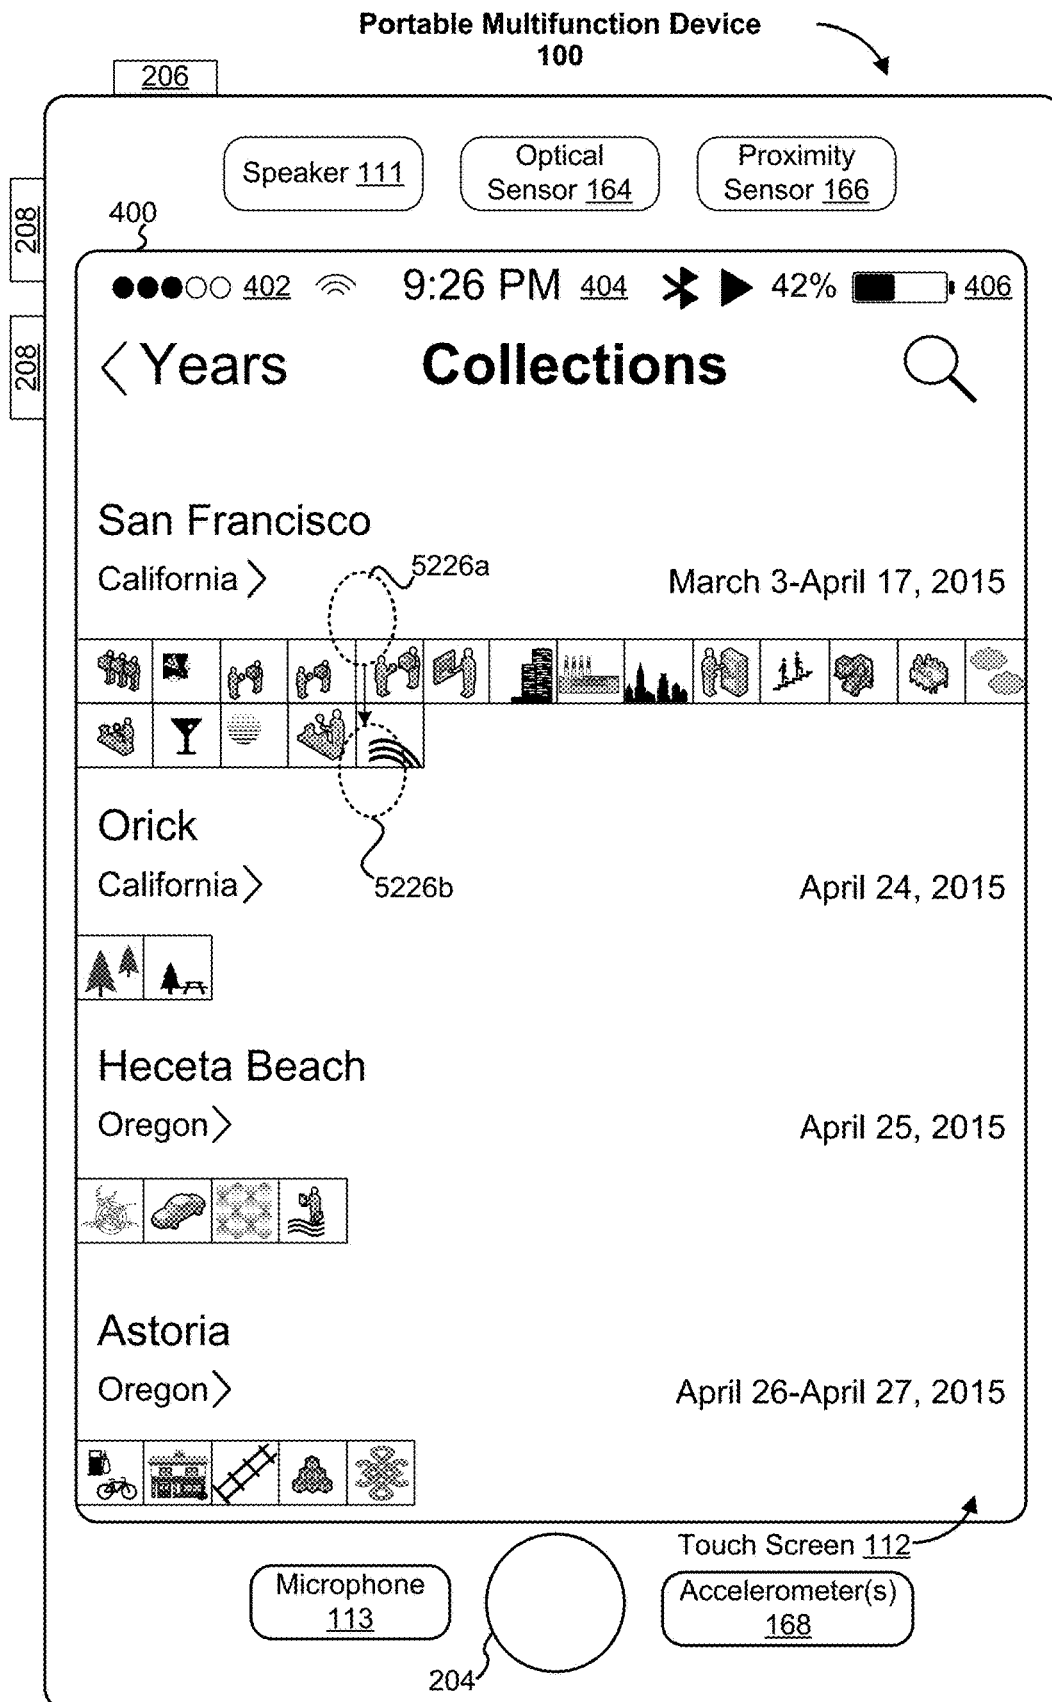 Portable Multifunction Device
100
206
Speaker 111
Optical
Sensor 164
Proximity
Sensor 166
208
400
402 9:26 PM 404 42% 406
208
Years Collections
San Francisco
5226a
California > March 3-April 17, 2015
Orick
California > 5226b April 24, 2015
Heceta Beach
Oregon > April 25, 2015
Astoria
Oregon > April 26-April 27, 2015
Touch Screen 112
Microphone
113
Accelerometer(s)
168
204